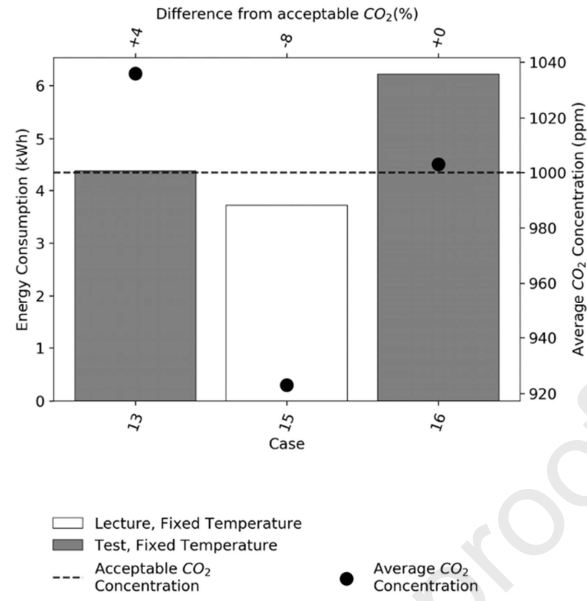 Difference from acceptable CO₂(%)
+4 -8 +0
Energy Consumption (kWh)
6
5
4
3
2
1
0
1040
1020
1000
980
960
940
920
Average CO₂ Concentration (ppm)
13 15 16
Case
Lecture, Fixed Temperature
Test, Fixed Temperature
Acceptable CO₂
Concentration
Average CO₂
Concentration
proof